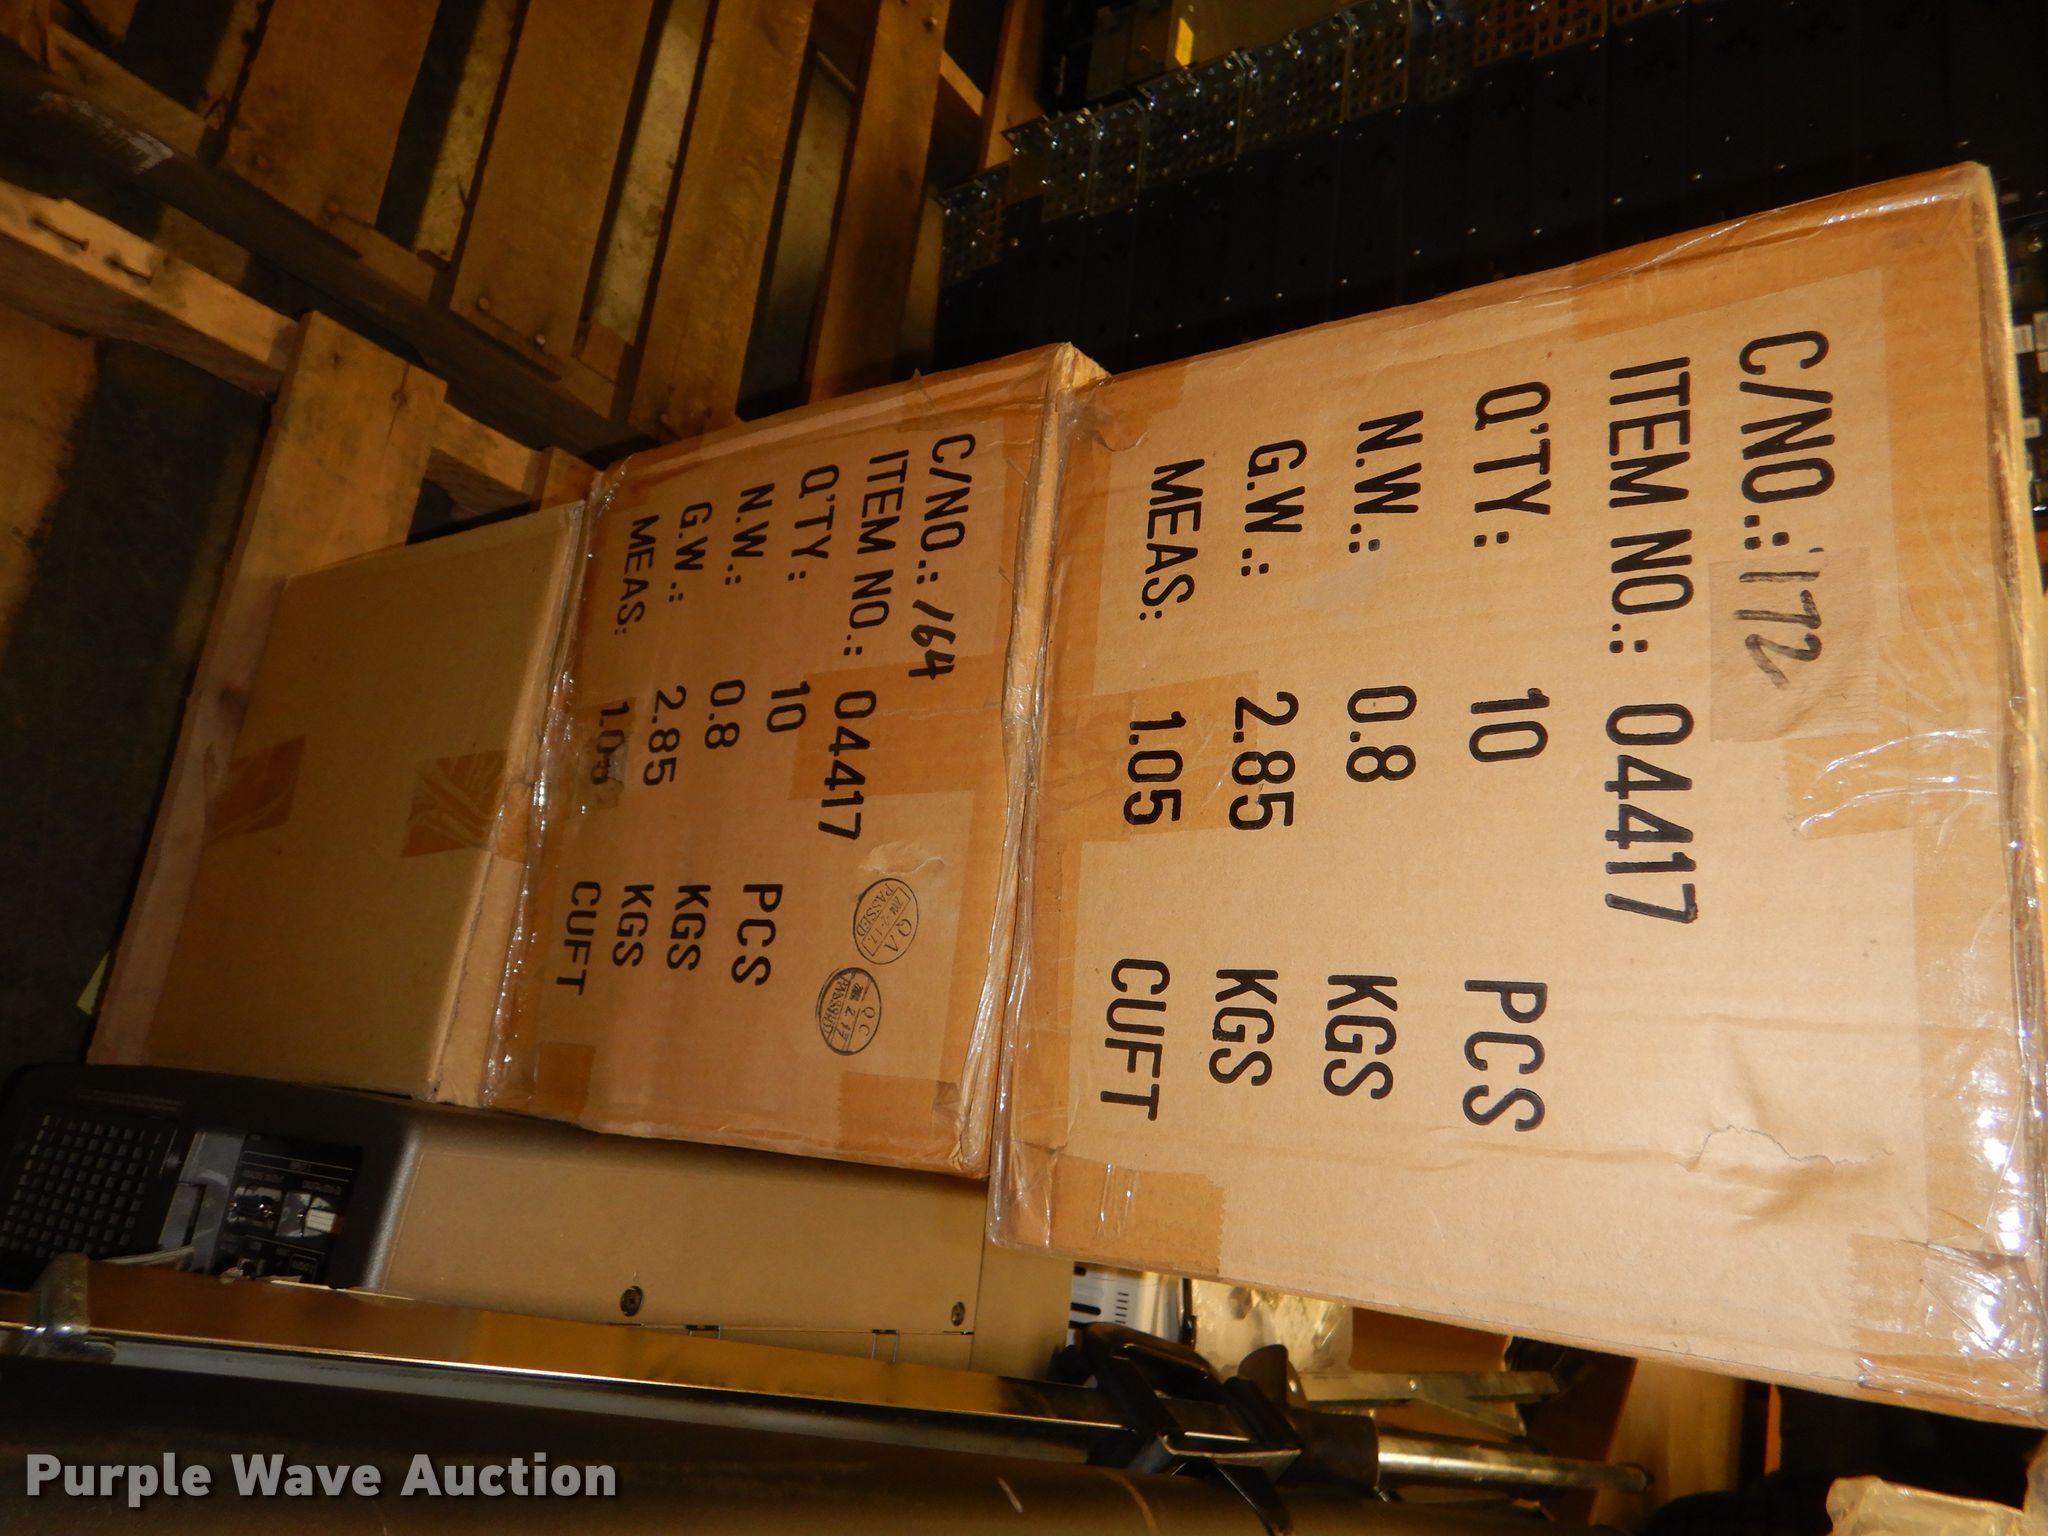 C/NO.: 172
ITEM NO.: 04417
Q'TY: 10 PCS
N.W.: 0.8 KGS
G.W.: 2.85 KGS
MEAS: 1.05 CUFT
C/NO.: 164
ITEM NO.: 04417
Q'TY: 10 PCS
N.W.: 0.8 KGS
G.W.: 2.85 KGS
MEAS: 1.05 CUFT
QA
PASSED
QC
PASSED
Purple Wave Auction